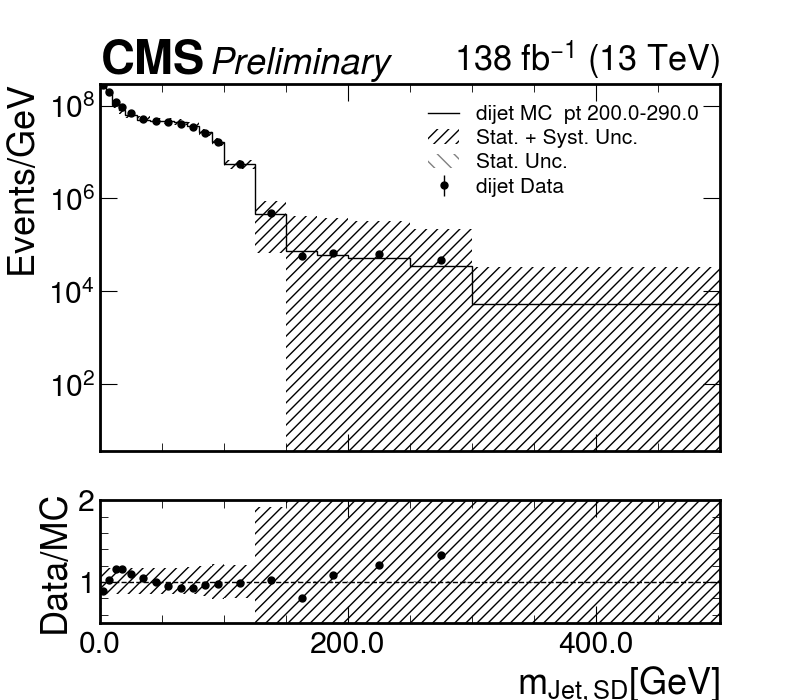 CMS Preliminary 138 fb⁻¹ (13 TeV)
Events/GeV
10⁸
10⁶
10⁴
10²
dijet MC pt 200.0-290.0
Stat. + Syst. Unc.
Stat. Unc.
dijet Data
Data/MC
2
1
0.0 200.0 400.0
m_Jet, SD[GeV]